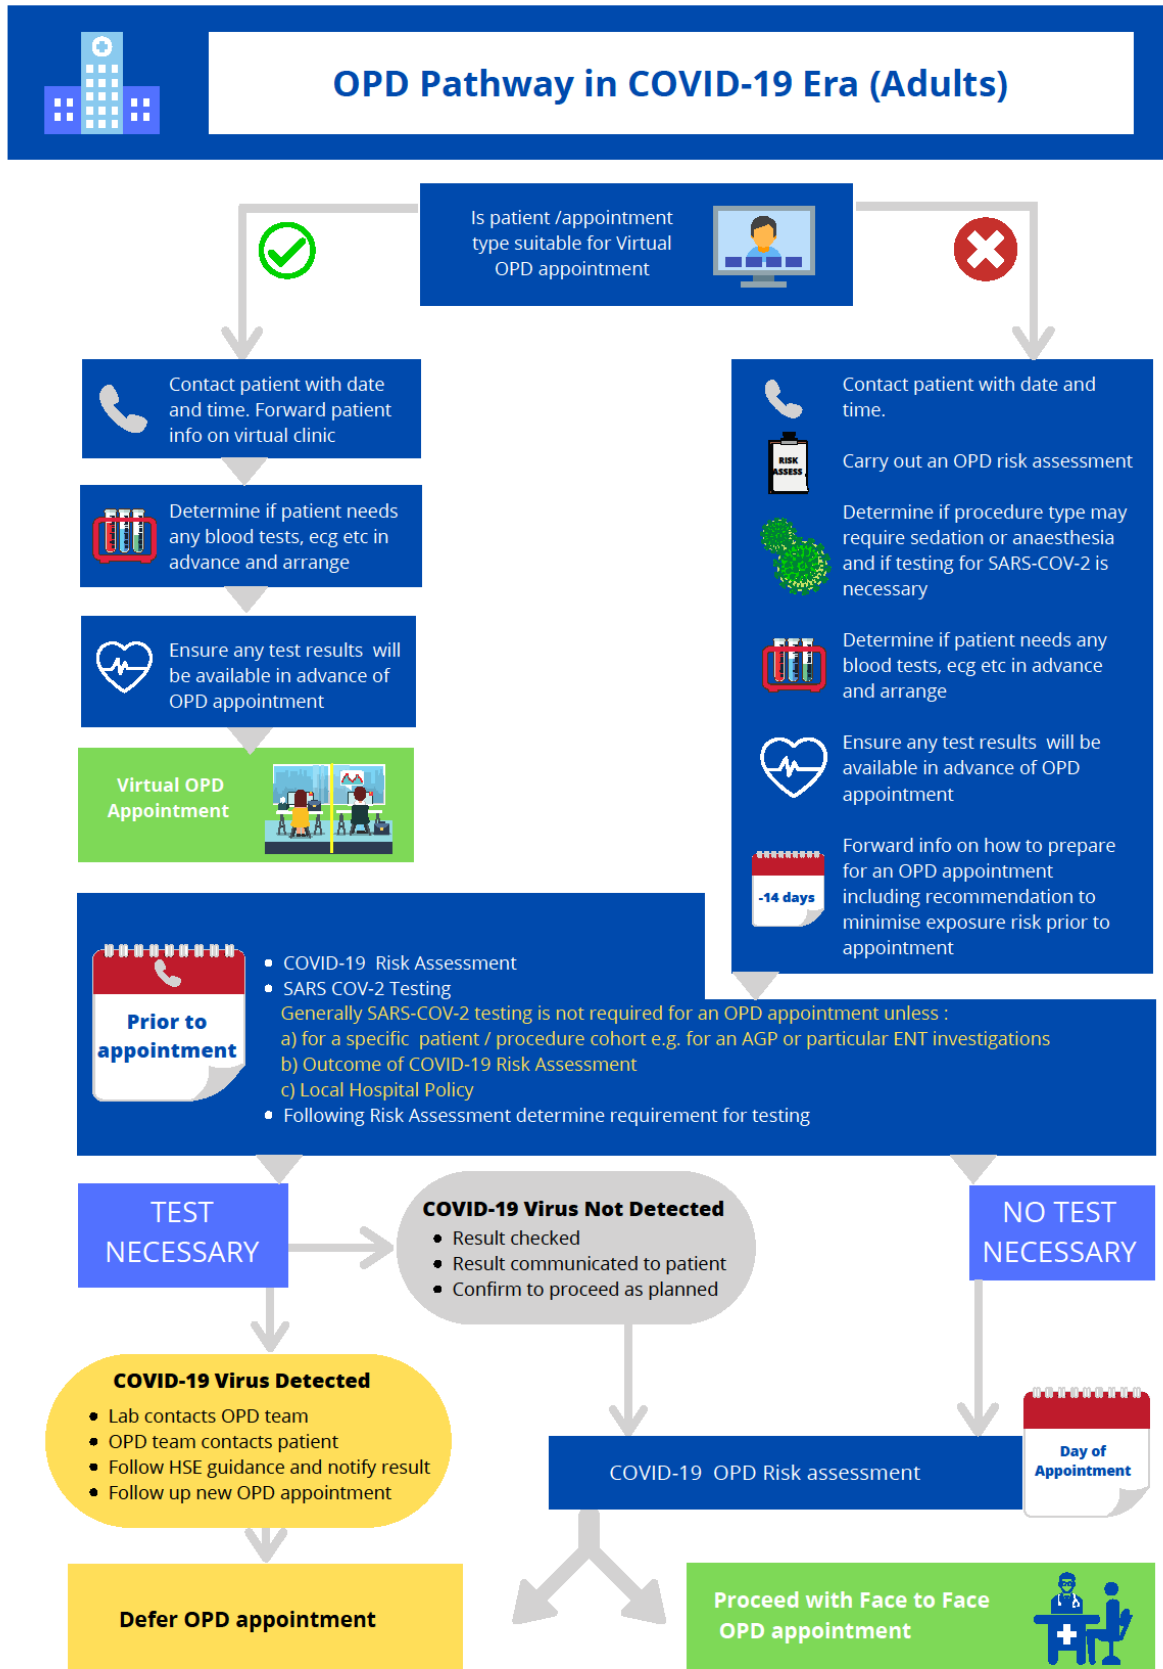 OPD Pathway in COVID-19 Era (Adults)
Is patient /appointment
type suitable for Virtual
OPD appointment
Contact patient with date
and time. Forward patient
info on virtual clinic
Determine if patient needs
any blood tests, ecg etc in
advance and arrange
Ensure any test results will
be available in advance of
OPD appointment
Virtual OPD
Appointment
Contact patient with date and
time.
RISK
ASSESS
Carry out an OPD risk assessment
Determine if procedure type may
require sedation or anaesthesia
and if testing for SARS-COV-2 is
necessary
Determine if patient needs any
blood tests, ecg etc in advance
and arrange
Ensure any test results will be
available in advance of OPD
appointment
-14 days
Forward info on how to prepare
for an OPD appointment
including recommendation to
minimise exposure risk prior to
appointment
Prior to
appointment
• COVID-19 Risk Assessment
• SARS COV-2 Testing
Generally SARS-COV-2 testing is not required for an OPD appointment unless :
a) for a specific patient / procedure cohort e.g. for an AGP or particular ENT investigations
b) Outcome of COVID-19 Risk Assessment
c) Local Hospital Policy
• Following Risk Assessment determine requirement for testing
TEST
NECESSARY
COVID-19 Virus Not Detected
• Result checked
• Result communicated to patient
• Confirm to proceed as planned
NO TEST
NECESSARY
COVID-19 Virus Detected
• Lab contacts OPD team
• OPD team contacts patient
• Follow HSE guidance and notify result
• Follow up new OPD appointment
COVID-19 OPD Risk assessment
Day of
Appointment
Defer OPD appointment
Proceed with Face to Face
OPD appointment